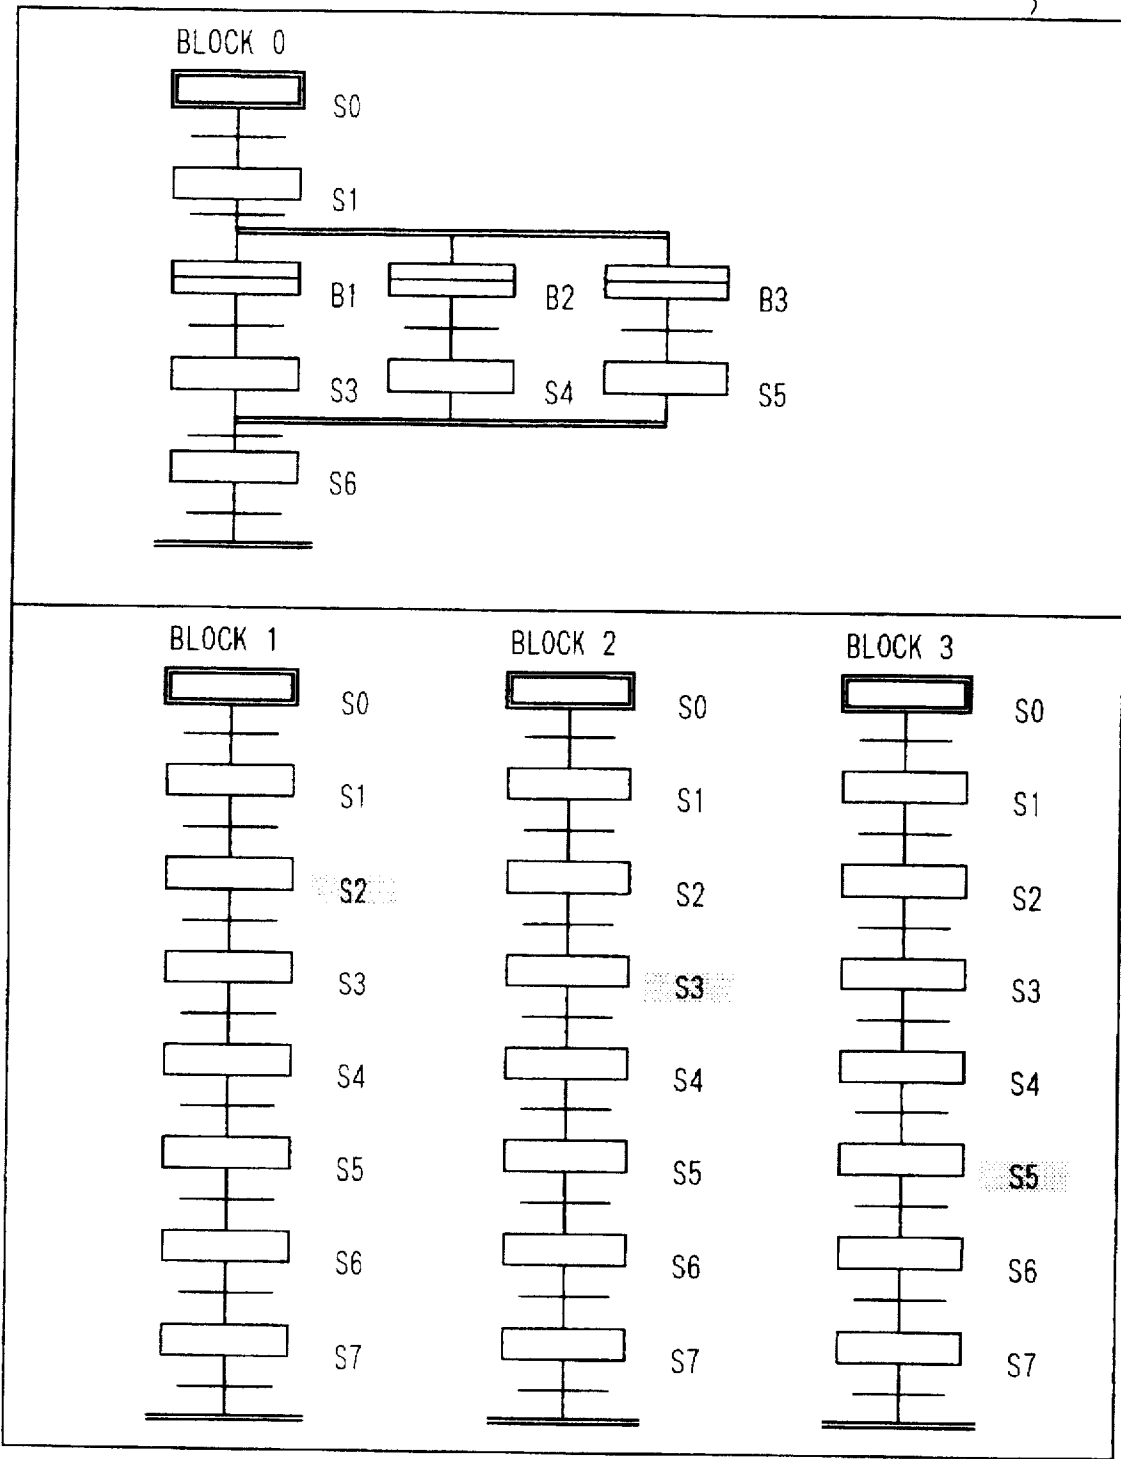 BLOCK 0
S0
S1
B1 B2 B3
S3 S4 S5
S6
BLOCK 1 BLOCK 2 BLOCK 3
S0 S0 S0
S1 S1 S1
S2 S2 S2
S3 S3 S3
S4 S4 S4
S5 S5 S5
S6 S6 S6
S7 S7 S7